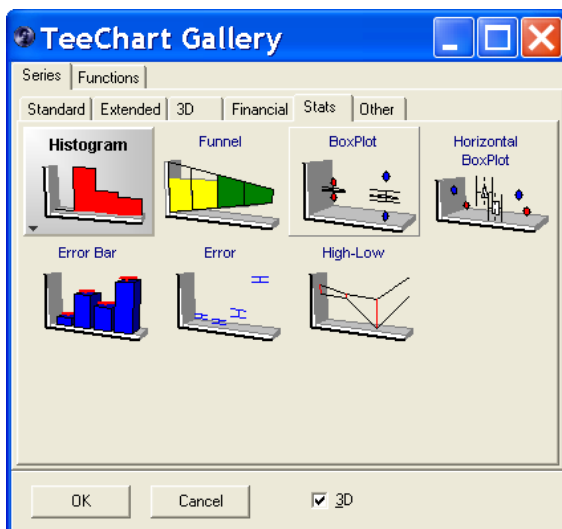 TeeChart Gallery
Series Functions
Standard Extended 3D Financial Stats Other
Histogram Funnel BoxPlot Horizontal
BoxPlot
Error Bar Error High-Low
OK Cancel 3D